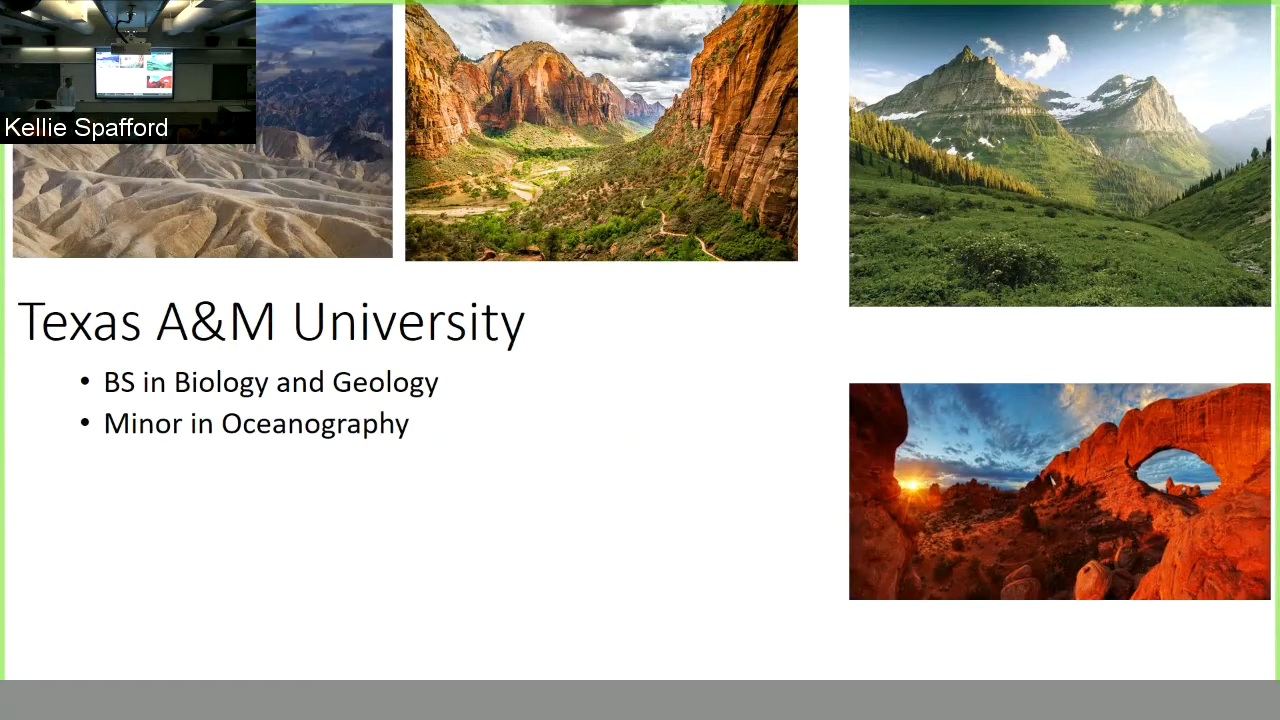 Kellie Spafford
Texas A&M University
• BS in Biology and Geology
• Minor in Oceanography